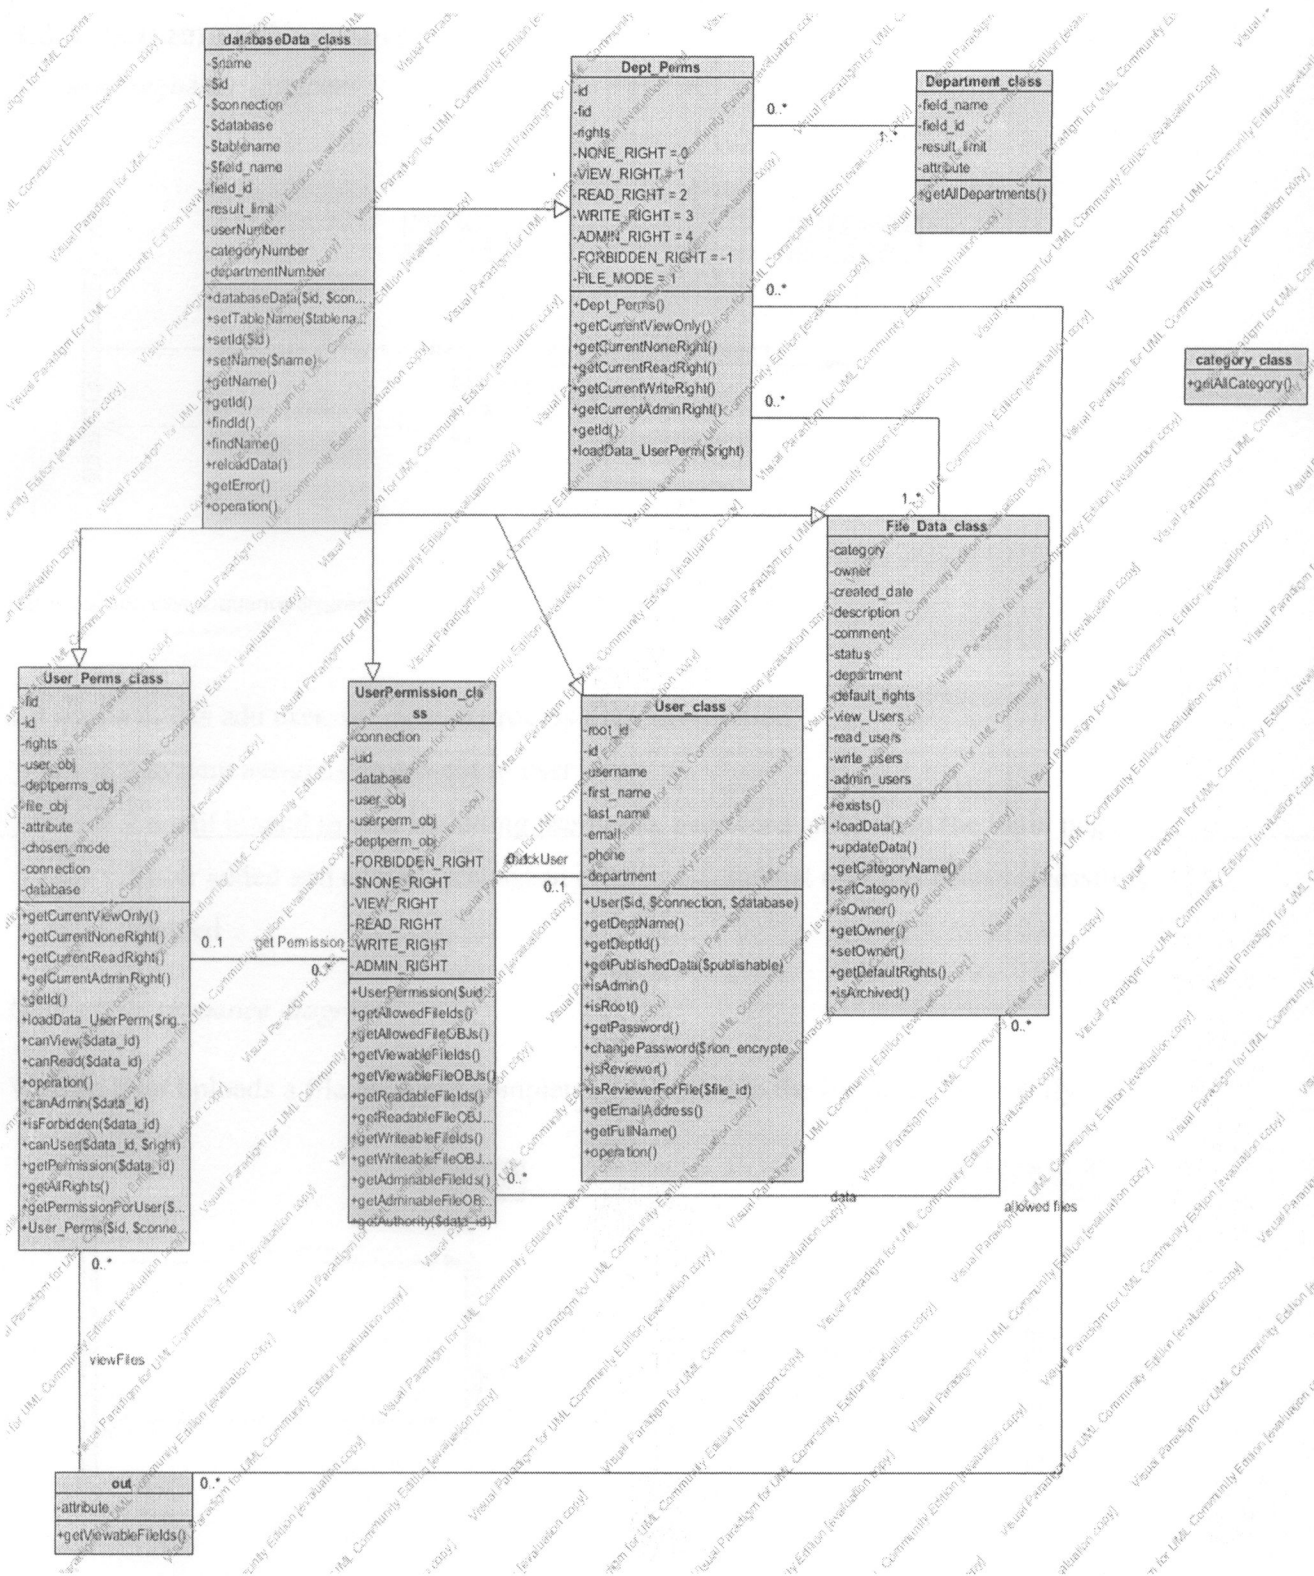 databaseData_class
-$name
-$id
-$connection
-$database
-$tablename
-$field_name
-field_id
-result_limit
-userNumber
-categoryNumber
-departmentNumber
+databaseData($id, $con...
+setTableName($tablena...
+setId($id)
+setName($name)
+getName()
+getId()
+findId()
+findName()
+reloadData()
+getError()
+operation()
Dept_Perms
-id
-fid
-rights
-NONE_RIGHT = 0
-VIEW_RIGHT = 1
-READ_RIGHT = 2
-WRITE_RIGHT = 3
-ADMIN_RIGHT = 4
-FORBIDDEN_RIGHT = -1
-FILE_MODE = 1
+Dept_Perms()
+getCurrentViewOnly()
+getCurrentNoneRight()
+getCurrentReadRight()
+getCurrentWriteRight()
+getCurrentAdminRight()
+getId()
+loadData_UserPerm($right)
0..*
1..*
Department_class
-field_name
-field_id
-result_limit
-attribute
+getAllDepartments()
0..*
category_class
+getAllCategory()
0..*
1..*
File_Data_class
-category
-owner
-created_date
-description
-comment
-status
-department
-default_rights
-view_Users
-read_users
-write_users
-admin_users
+exists()
+loadData()
+updateData()
+getCategoryName()
+setCategory()
+isOwner()
+getOwner()
+setOwner()
+getDefaultRights()
+isArchived()
0..*
User_Perms_class
-fid
-id
-rights
-user_obj
-deptperms_obj
-file_obj
-attribute
-chosen_mode
-connection
-database
+getCurrentViewOnly()
+getCurrentNoneRight()
+getCurrentReadRight()
+getCurrentAdminRight()
+getId()
+loadData_UserPerm($rig...
+canView($data_id)
+canRead($data_id)
+operation()
+canAdmin($data_id)
+isForbidden($data_id)
+canUser($data_id, $right)
+getPermission($data_id)
+getAllRights()
+getPermissionForUser($...
+User_Perms($id, $conne...
0..1
get Permission
UserPermission_cla
ss
-connection
-uid
-database
-user_obj
-userperm_obj
-deptperm_obj
-FORBIDDEN_RIGHT
-$NONE_RIGHT
-VIEW_RIGHT
-READ_RIGHT
-WRITE_RIGHT
-ADMIN_RIGHT
+UserPermission($uid...
+getAllowedFileIds()
+getAllowedFileOBJs()
+getViewableFileIds()
+getViewableFileOBJs()
+getReadableFileIds()
+getReadableFileOBJ...
+getWriteableFileIds()
+getWriteableFileOBJ...
+getAdminableFileIds()
+getAdminableFileOB...
+getAuthority($data_id)
0..1
0..*
User_class
-root_id
-id
-username
-first_name
-last_name
-email
-phone
-department
+User($id, $connection, $database)
+getDeptName()
+getDeptId()
+getPublishedData($publishable)
+isAdmin()
+isRoot()
+getPassword()
+changePassword($non_encrypte...
+isReviewer()
+isReviewerForFile($file_id)
+getEmailAddress()
+getFullName()
+operation()
data
allowed files
0..*
viewFiles
out
-attribute
+getViewableFileIds()
0..*
Visual Paradigm for UML Community Edition [evaluation copy]